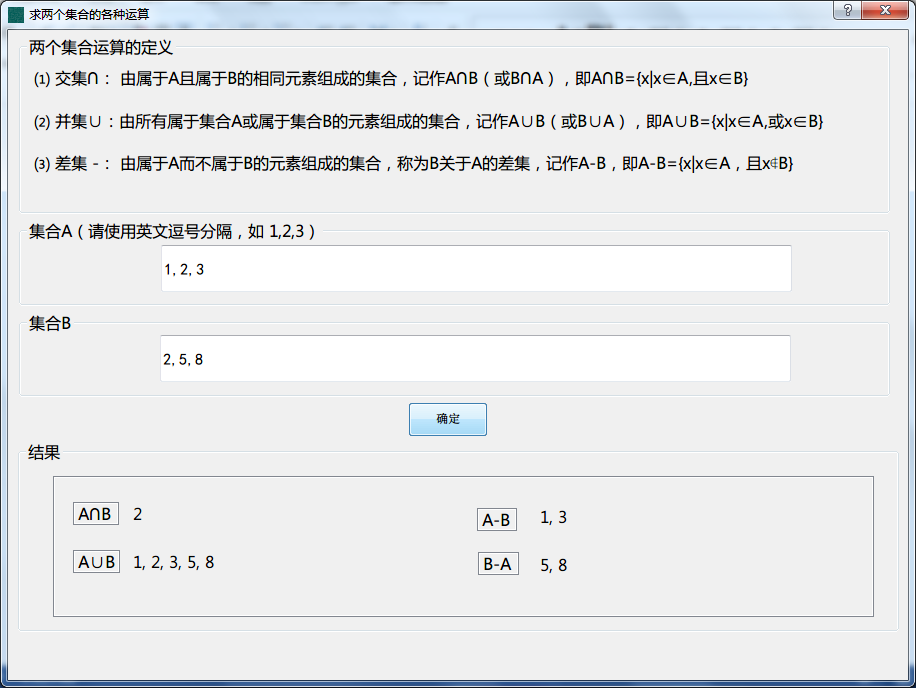 求两个集合的各种运算
?
两个集合运算的定义
(1) 交集∩： 由属于A且属于B的相同元素组成的集合，记作A∩B（或B∩A），即A∩B={x|x∈A,且x∈B}
(2) 并集∪：由所有属于集合A或属于集合B的元素组成的集合，记作A∪B（或B∪A），即A∪B={x|x∈A,或x∈B}
(3) 差集 -： 由属于A而不属于B的元素组成的集合，称为B关于A的差集，记作A-B，即A-B={x|x∈A，且x∉B}
集合A（请使用英文逗号分隔，如 1,2,3）
1,2,3
集合B
2,5,8
确定
结果
A∩B 2
A-B 1, 3
A∪B 1, 2, 3, 5, 8
B-A 5, 8